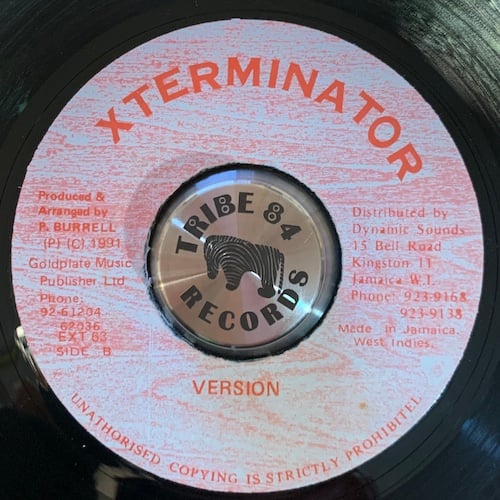 XTERMINATOR
Produced &
Arranged by
P. BURRELL
(P) (C) 1991
Goldplate Music
Publisher Ltd
Phone:
92-61204
62036
EXT 63
SIDE B
TRIBE 84
RECORDS
Distributed by
Dynamic Sounds
15 Bell Road
Kingston 11
Jamaica W.I.
Phone: 923-9168
923-9138
Made in Jamaica.
West Indies.
VERSION
UNATHORISED COPYING IS STRICTLY PROHIBITEL